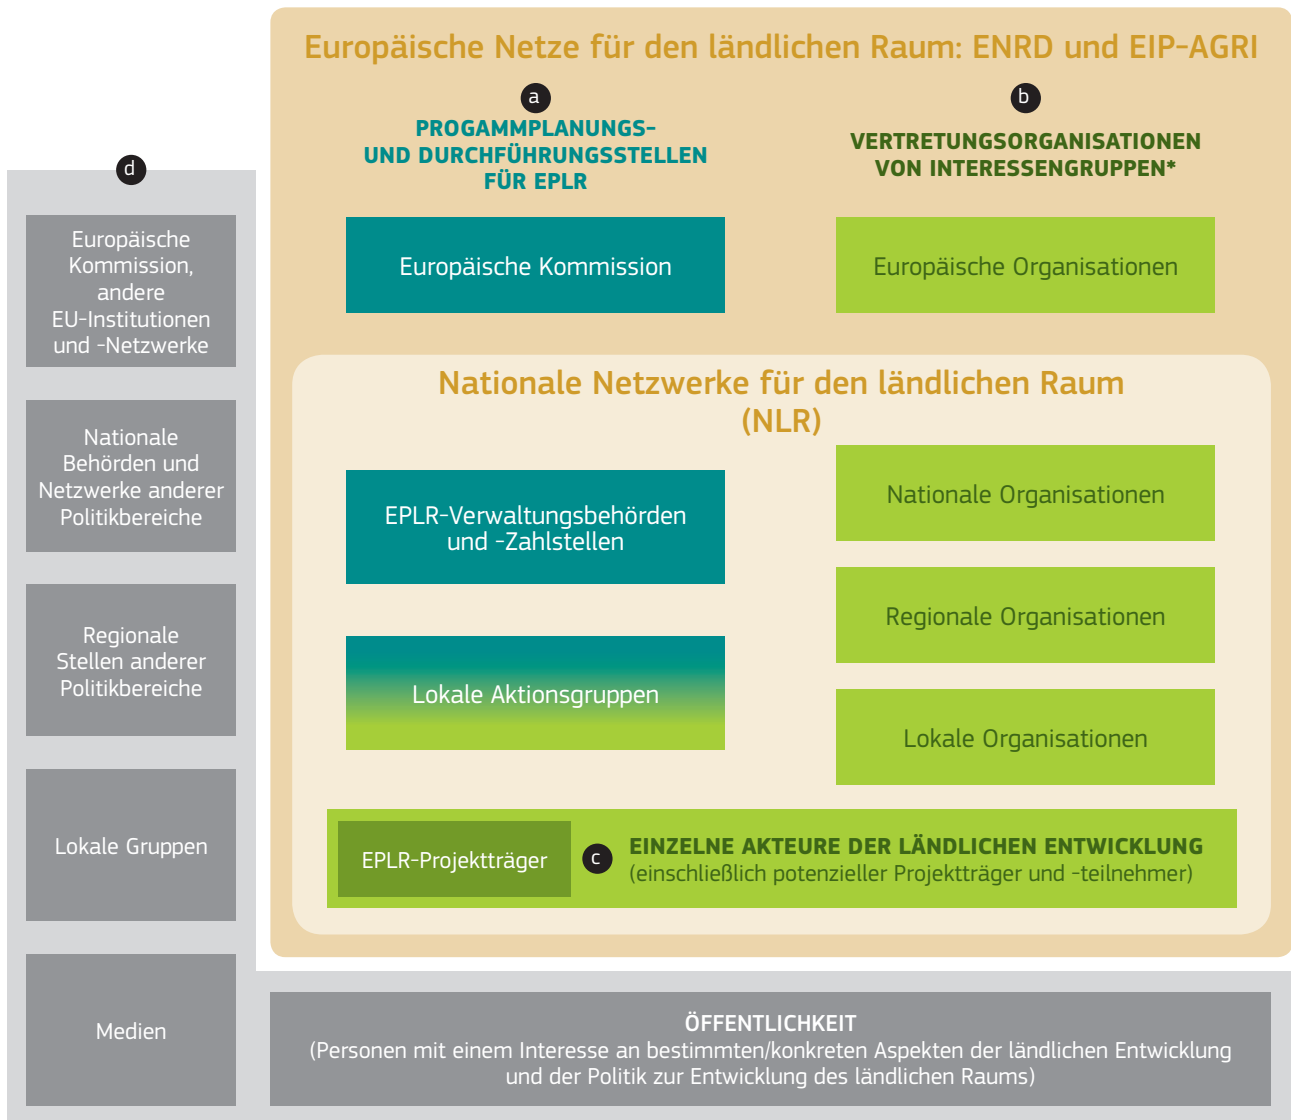 Europäische Netze für den ländlichen Raum: ENRD und EIP-AGRI
a
PROGAMMPLANUNGS-
UND DURCHFÜHRUNGSSTELLEN
FÜR EPLR
b
VERTRETUNGSORGANISATIONEN
VON INTERESSENGRUPPEN*
Europäische Kommission
Europäische Organisationen
Nationale Netzwerke für den ländlichen Raum
(NLR)
EPLR-Verwaltungsbehörden
und -Zahlstellen
Lokale Aktionsgruppen
Nationale Organisationen
Regionale Organisationen
Lokale Organisationen
EPLR-Projektträger
c
EINZELNE AKTEURE DER LÄNDLICHEN ENTWICKLUNG
(einschließlich potenzieller Projektträger und -teilnehmer)
d
Europäische
Kommission,
andere
EU-Institutionen
und -Netzwerke
Nationale
Behörden und
Netzwerke anderer
Politikbereiche
Regionale
Stellen anderer
Politikbereiche
Lokale Gruppen
Medien
ÖFFENTLICHKEIT
(Personen mit einem Interesse an bestimmten/konkreten Aspekten der ländlichen Entwicklung
und der Politik zur Entwicklung des ländlichen Raums)